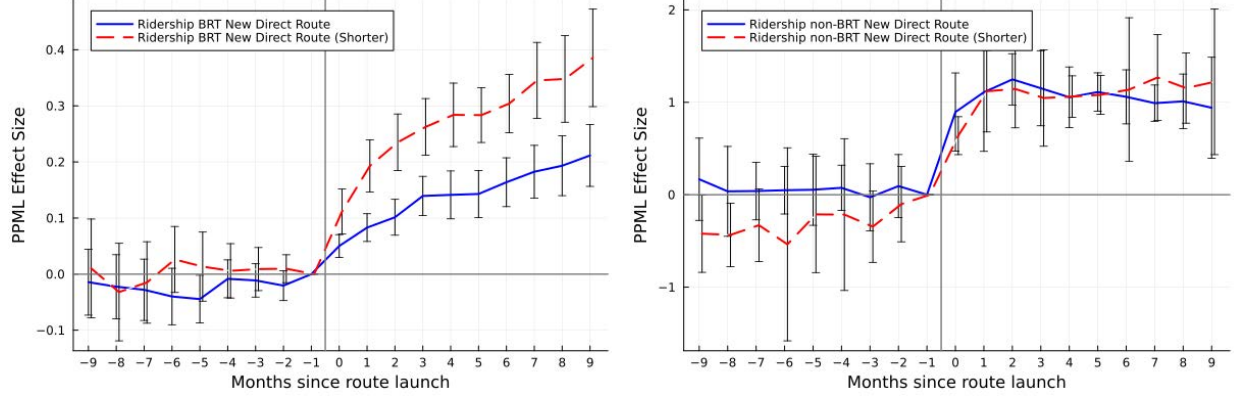 Ridership BRT New Direct Route
Ridership BRT New Direct Route (Shorter)
0.4
0.3
0.2
0.1
0.0
−0.1
PPML Effect Size
−9 −8 −7 −6 −5 −4 −3 −2 −1 0 1 2 3 4 5 6 7 8 9
Months since route launch
Ridership non-BRT New Direct Route
Ridership non-BRT New Direct Route (Shorter)
2
1
0
−1
PPML Effect Size
−9 −8 −7 −6 −5 −4 −3 −2 −1 0 1 2 3 4 5 6 7 8 9
Months since route launch